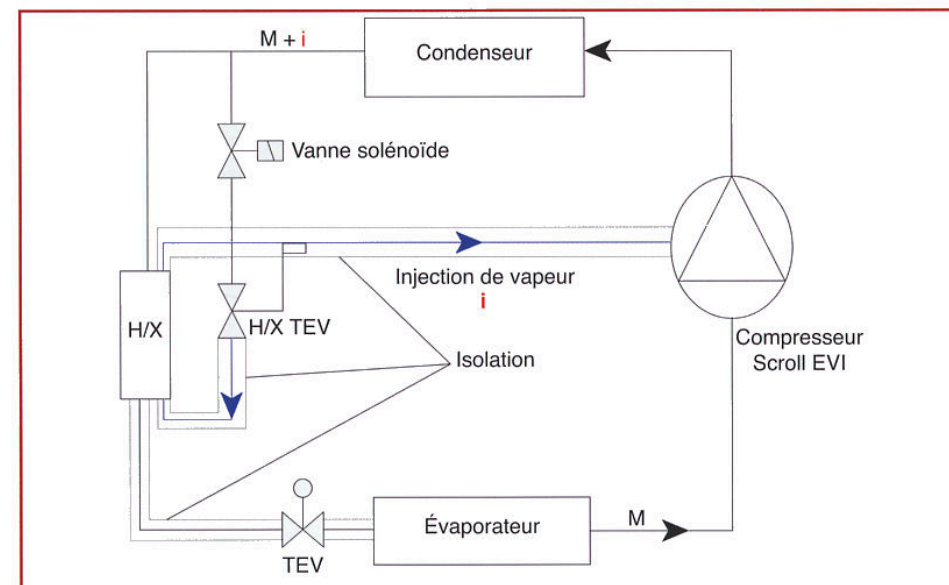 M + i
Condenseur
Vanne solénoïde
Injection de vapeur
i
H/X
H/X TEV
Compresseur
Scroll EVI
Isolation
Évaporateur
M
TEV